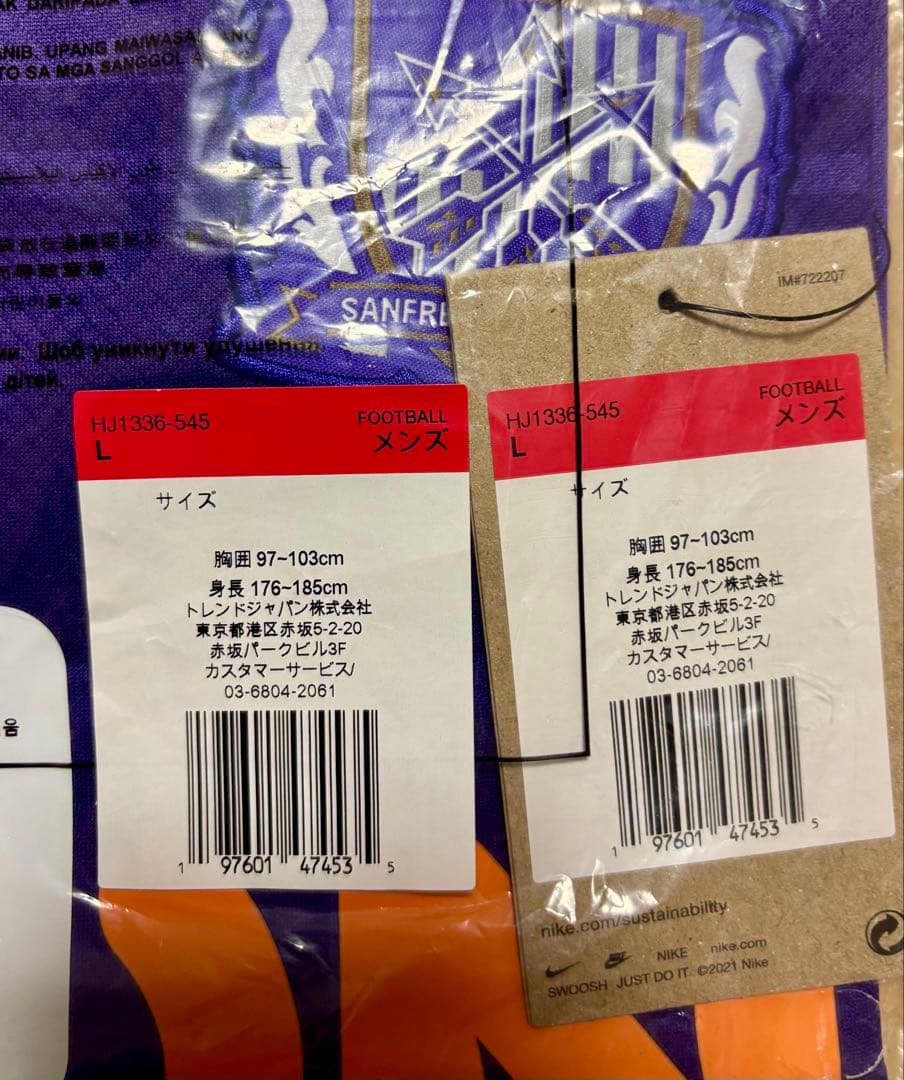 ANIB UPANG MAIWASAN ANG
TO SA MGA SANGGOL A
ми. Щоб уникнути удушення
дітей.
SANFRE
HJ1336-545
L
FOOTBALL
メンズ
サイズ
胸囲 97~103cm
身長 176~185cm
トレンドジャパン株式会社
東京都港区赤坂5-2-20
赤坂パークビル3F
カスタマーサービス/
03-6804-2061
1 97601 47453 5
iM#722207
HJ1336-545
L
FOOTBALL
メンズ
サイズ
胸囲 97~103cm
身長 176~185cm
トレンドジャパン株式会社
東京都港区赤坂5-2-20
赤坂パークビル3F
カスタマーサービス/
03-6804-2061
1 97601 47453 5
nike.com/sustainability
NIKE nike.com
SWOOSH JUST DO IT ©2021 Nike